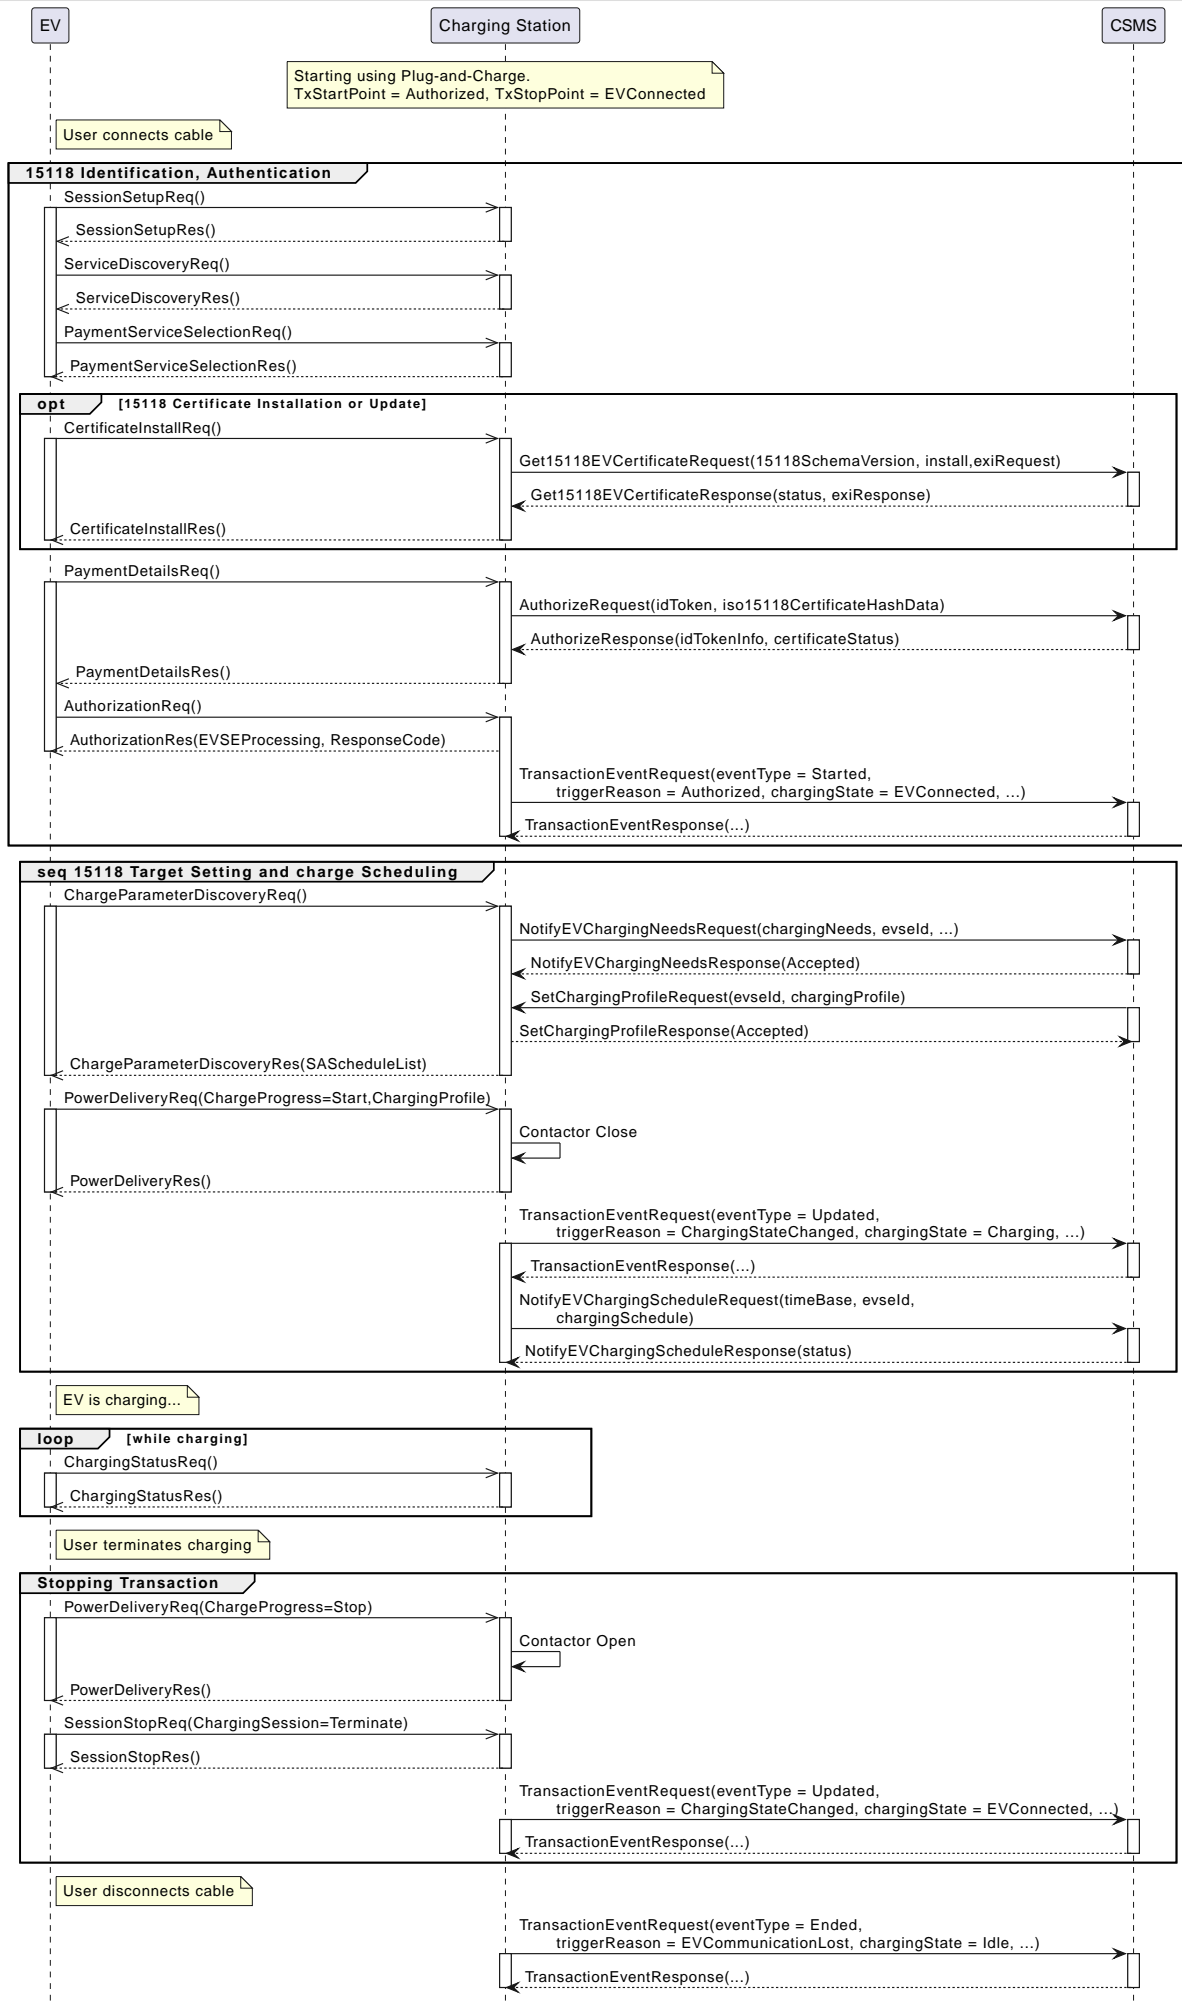 EV
Charging Station
CSMS
Starting using Plug-and-Charge.
TxStartPoint = Authorized, TxStopPoint = EVConnected
User connects cable
15118 Identification, Authentication
SessionSetupReq()
SessionSetupRes()
ServiceDiscoveryReq()
ServiceDiscoveryRes()
PaymentServiceSelectionReq()
PaymentServiceSelectionRes()
opt [15118 Certificate Installation or Update]
CertificateInstallReq()
Get15118EVCertificateRequest(15118SchemaVersion, install,exiRequest)
Get15118EVCertificateResponse(status, exiResponse)
CertificateInstallRes()
PaymentDetailsReq()
AuthorizeRequest(idToken, iso15118CertificateHashData)
AuthorizeResponse(idTokenInfo, certificateStatus)
PaymentDetailsRes()
AuthorizationReq()
AuthorizationRes(EVSEProcessing, ResponseCode)
TransactionEventRequest(eventType = Started,
triggerReason = Authorized, chargingState = EVConnected, ...)
TransactionEventResponse(...)
seq 15118 Target Setting and charge Scheduling
ChargeParameterDiscoveryReq()
NotifyEVChargingNeedsRequest(chargingNeeds, evseId, ...)
NotifyEVChargingNeedsResponse(Accepted)
SetChargingProfileRequest(evseId, chargingProfile)
SetChargingProfileResponse(Accepted)
ChargeParameterDiscoveryRes(SAScheduleList)
PowerDeliveryReq(ChargeProgress=Start,ChargingProfile)
Contactor Close
PowerDeliveryRes()
TransactionEventRequest(eventType = Updated,
triggerReason = ChargingStateChanged, chargingState = Charging, ...)
TransactionEventResponse(...)
NotifyEVChargingScheduleRequest(timeBase, evseId,
chargingSchedule)
NotifyEVChargingScheduleResponse(status)
EV is charging...
loop [while charging]
ChargingStatusReq()
ChargingStatusRes()
User terminates charging
Stopping Transaction
PowerDeliveryReq(ChargeProgress=Stop)
Contactor Open
PowerDeliveryRes()
SessionStopReq(ChargingSession=Terminate)
SessionStopRes()
TransactionEventRequest(eventType = Updated,
triggerReason = ChargingStateChanged, chargingState = EVConnected, ...)
TransactionEventResponse(...)
User disconnects cable
TransactionEventRequest(eventType = Ended,
triggerReason = EVCommunicationLost, chargingState = Idle, ...)
TransactionEventResponse(...)